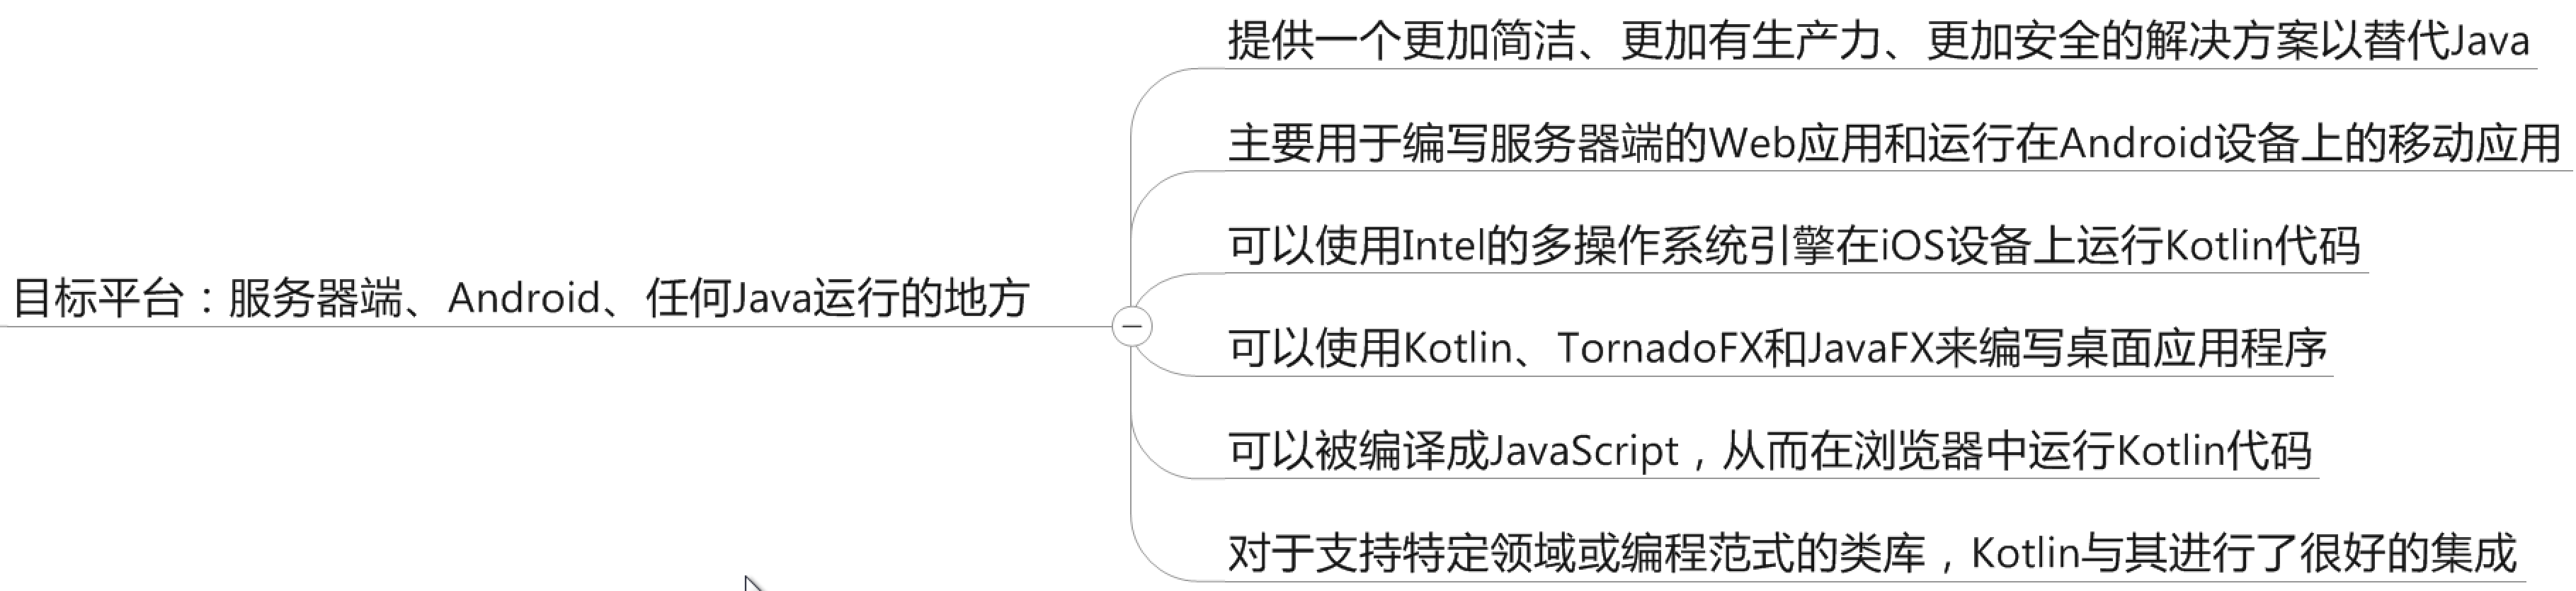 目标平台：服务器端、Android、任何Java运行的地方
提供一个更加简洁、更加有生产力、更加安全的解决方案以替代Java
主要用于编写服务器端的Web应用和运行在Android设备上的移动应用
可以使用Intel的多操作系统引擎在iOS设备上运行Kotlin代码
可以使用Kotlin、TornadoFX和JavaFX来编写桌面应用程序
可以被编译成JavaScript，从而在浏览器中运行Kotlin代码
对于支持特定领域或编程范式的类库，Kotlin与其进行了很好的集成